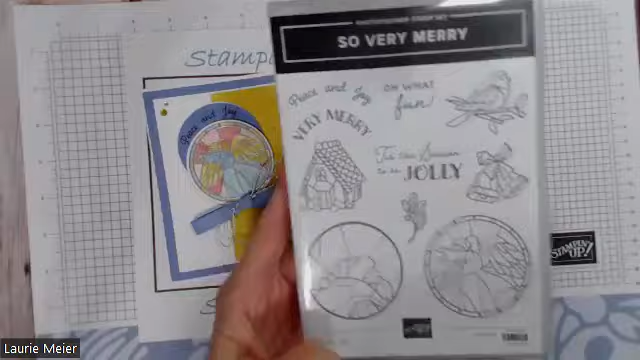 SO VERY MERRY
Stamp
Peace and Joy
OH WHAT
fun!
VERY MERRY
'Tis the Season
to be JOLLY
Peace and Joy
STAMPIN' UP!
Laurie Meier